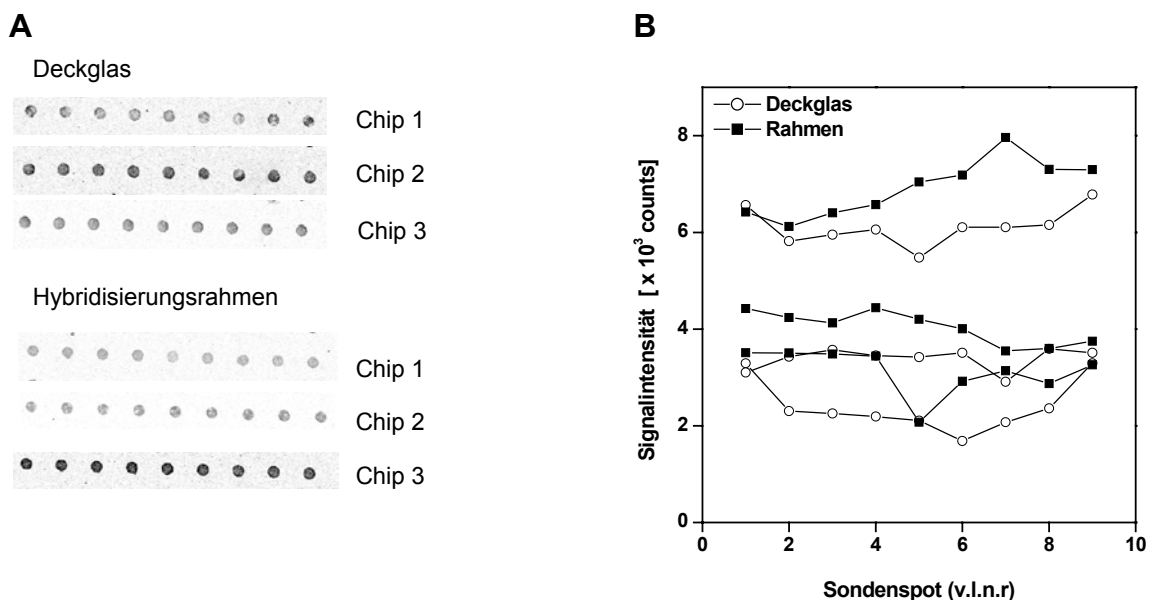 A
Deckglas
Chip 1
Chip 2
Chip 3
Hybridisierungsrahmen
Chip 1
Chip 2
Chip 3
B
Deckglas
Rahmen
Signalintensität [ x 10³ counts]
8
6
4
2
0
0 2 4 6 8 10
Sondenspot (v.l.n.r)